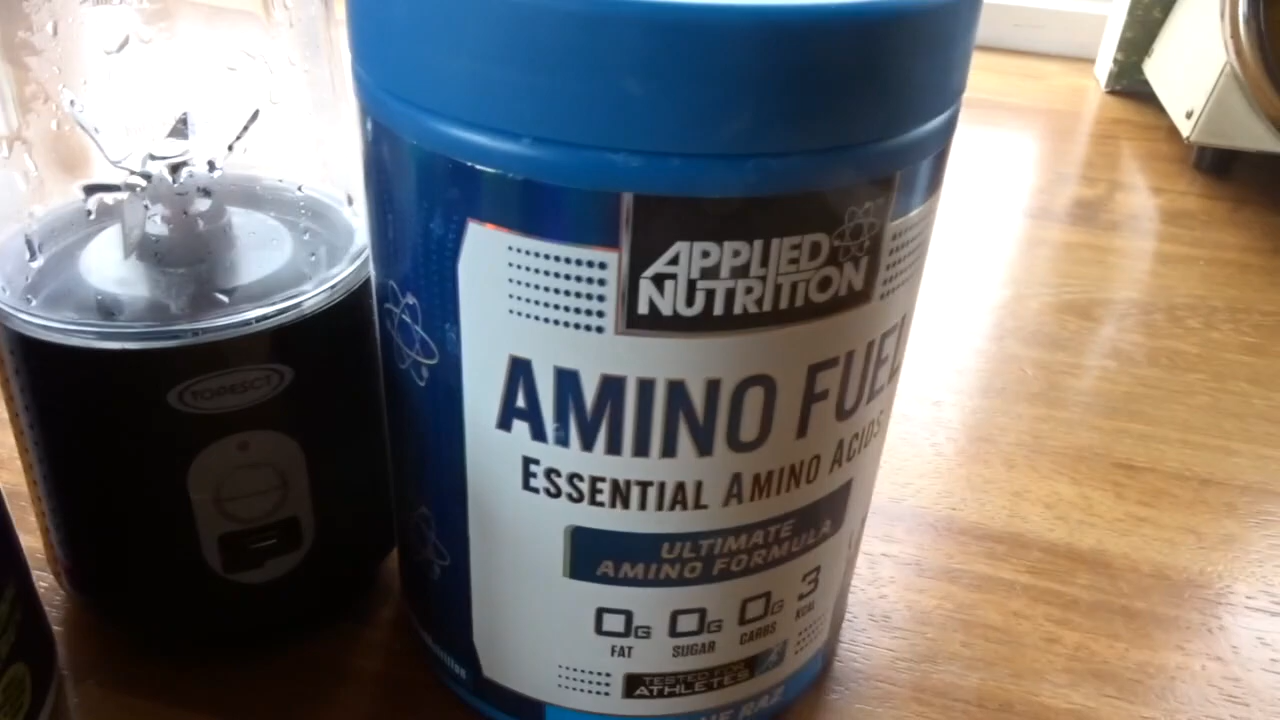 APPLIED
NUTRITION
AMINO FUEL
ESSENTIAL AMINO ACIDS
ULTIMATE
AMINO FORMULA
0G 0G 0G 3
FAT SUGAR CARBS KCAL
TESTED FOR
ATHLETES
RAZ